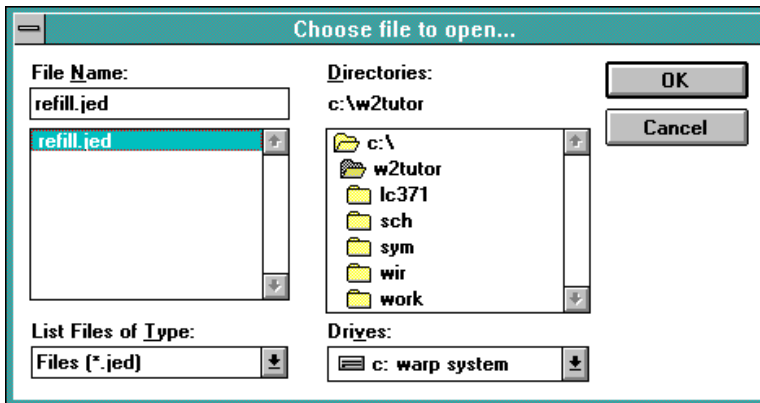 Choose file to open...
File Name:
refill.jed
refill.jed
List Files of Type:
Files (*.jed)
Directories:
c:\w2tutor
c:\
w2tutor
lc371
sch
sym
wir
work
Drives:
c: warp system
OK
Cancel